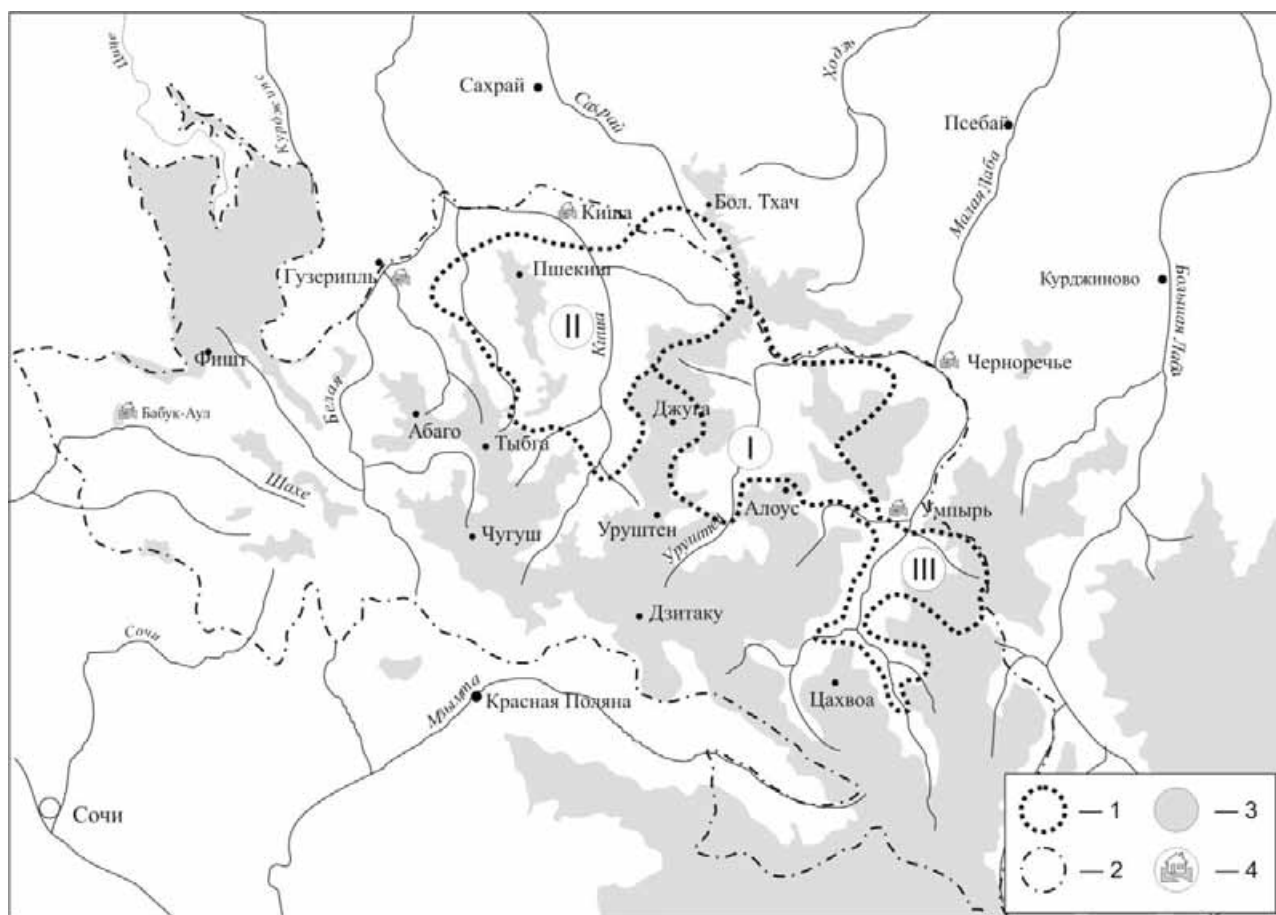 Пшиш
Курджипс
Сахрай
Сахрай
Ходзь
Псебай
Малая Лаба
Бол. Тхач
Киша
Гузерипль
Пшекиш
II
Киша
Курджиново
Большая Лаба
Черноречье
Фишт
Белая
Бабук-Аул
Абаго
Тыбга
Джуга
I
Шахе
Чугуш
Уруштен
Уруштен
Алоус
Умпырь
III
Дзитаку
Сочи
Мзымта
Красная Поляна
Цахвоа
Сочи
— 1
— 2
— 3
— 4